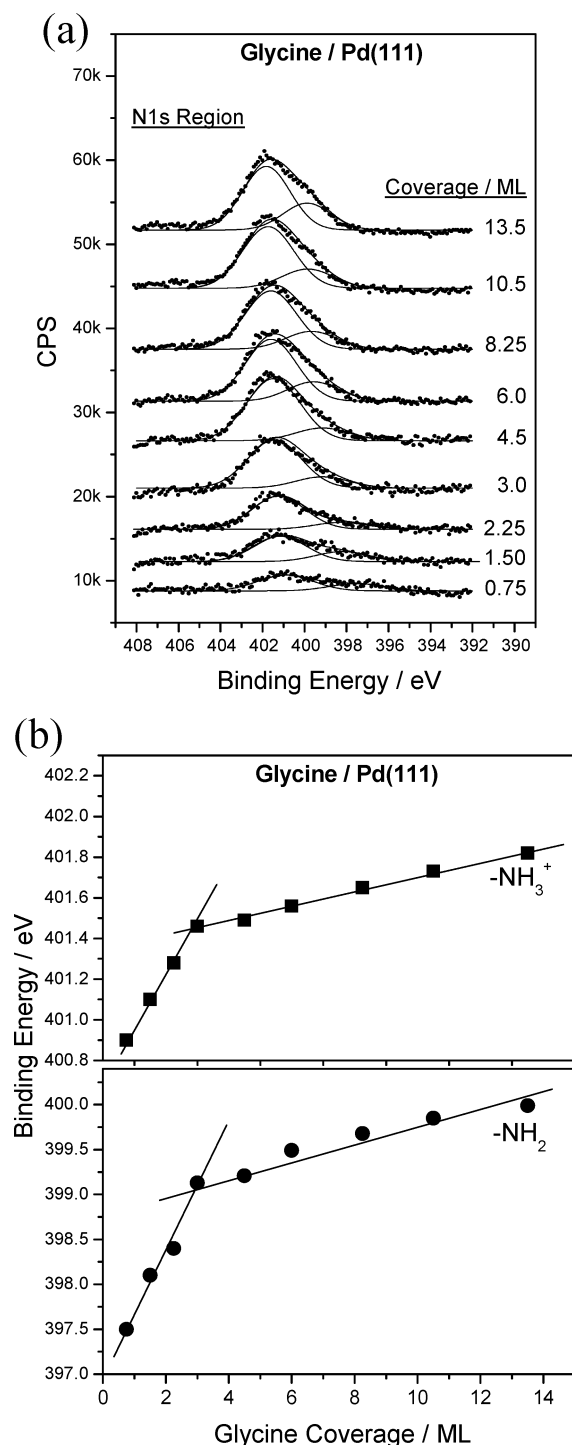 (a)
Glycine / Pd(111)
N1s Region
Coverage / ML
70k
60k
50k
40k
30k
20k
10k
CPS
13.5
10.5
8.25
6.0
4.5
3.0
2.25
1.50
0.75
408 406 404 402 400 398 396 394 392 390
Binding Energy / eV
(b)
Glycine / Pd(111)
402.2
401.8
401.6
401.4
401.2
401.0
400.8
-NH3+
Binding Energy / eV
400.0
399.5
399.0
398.5
398.0
397.5
397.0
-NH2
0 2 4 6 8 10 12 14
Glycine Coverage / ML